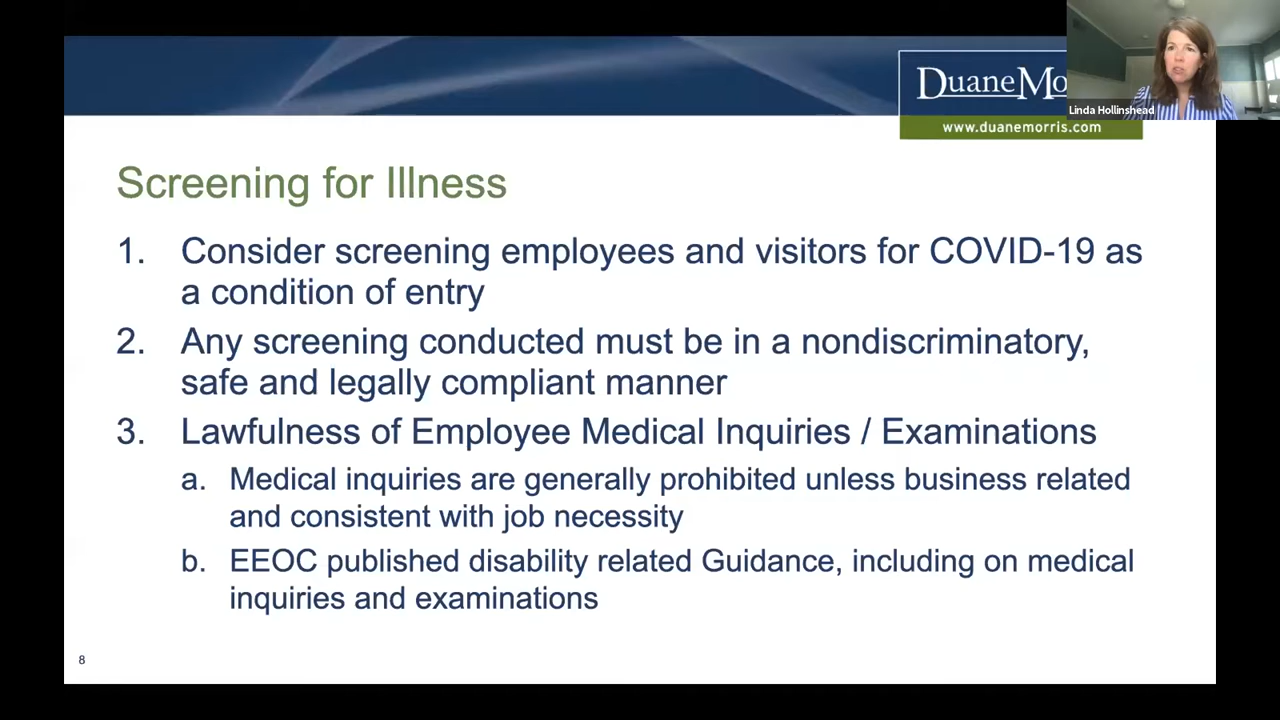 DuaneMo
Linda Hollinshead
www.duanemorris.com
Screening for Illness
1. Consider screening employees and visitors for COVID-19 as
a condition of entry
2. Any screening conducted must be in a nondiscriminatory,
safe and legally compliant manner
3. Lawfulness of Employee Medical Inquiries / Examinations
a. Medical inquiries are generally prohibited unless business related
and consistent with job necessity
b. EEOC published disability related Guidance, including on medical
inquiries and examinations
8